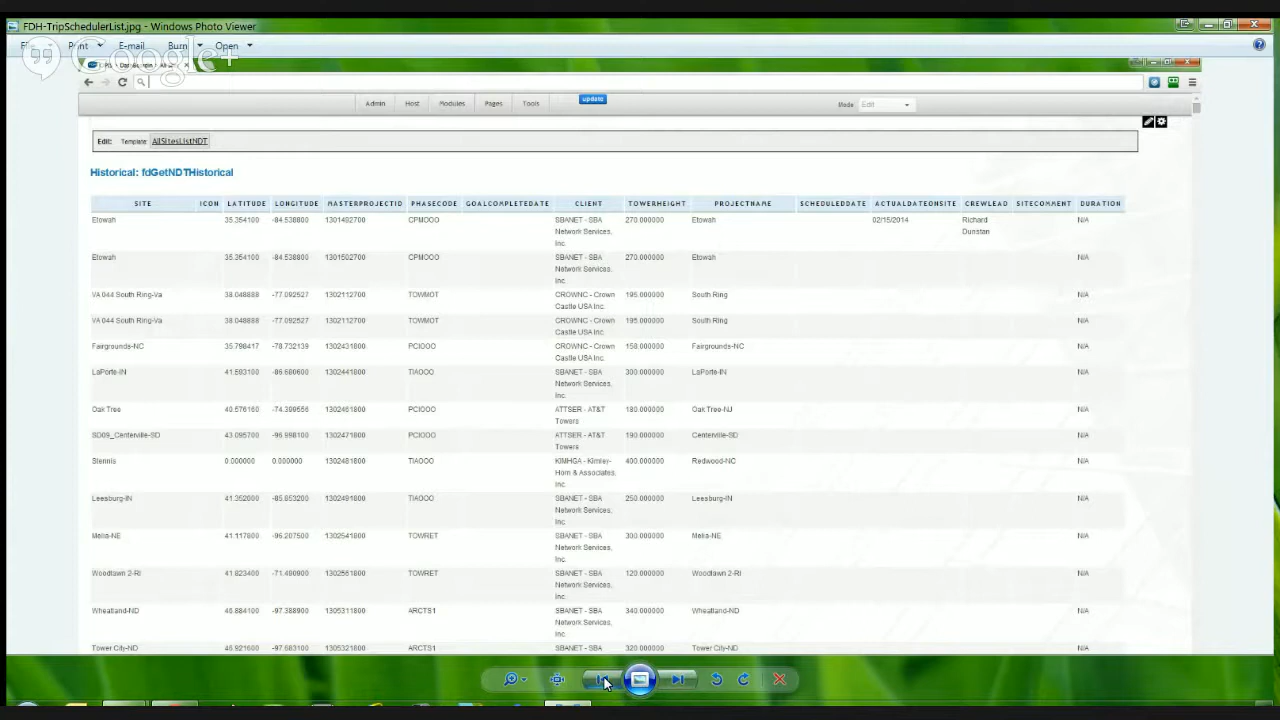 FDH-TripSchedulerList.jpg - Windows Photo Viewer
Print E-mail Burn Open
Google+
Admin Host Modules Pages Tools update Mode Edit
Edit: Template: AllSitesListNDT
Historical: fdGetNDTHistorical
SITE ICON LATITUDE LONGITUDE MASTERPROJECTID PHASECODE GOALCOMPLETEDATE CLIENT TOWERHEIGHT PROJECTNAME SCHEDULEDDATE ACTUALDATEONSITE CREWLEAD SITECOMMENT DURATION
Etowah 35.354100 -84.538800 1301492700 CPMOOO SBANET - SBA 270.000000 Etowah 02/15/2014 Richard N/A
Network Services, Dunstan
Inc.
Etowah 35.354100 -84.538800 1301502700 CPMOOO SBANET - SBA 270.000000 Etowah N/A
Network Services,
Inc.
VA 044 South Ring-Va 38.048888 -77.092527 1302112700 TOWMOT CROWNC - Crown 195.000000 South Ring N/A
Castle USA Inc.
VA 044 South Ring-Va 38.048888 -77.092527 1302112700 TOWMOT CROWNC - Crown 195.000000 South Ring N/A
Castle USA Inc.
Fairgrounds-NC 35.798417 -78.732139 1302431800 PCIOOO CROWNC - Crown 158.000000 Fairgrounds-NC N/A
Castle USA Inc.
LaPorte-IN 41.693100 -86.680600 1302441800 TIAOOO SBANET - SBA 300.000000 LaPorte-IN N/A
Network Services,
Inc.
Oak Tree 40.576160 -74.399556 1302461800 PCIOOO ATTSER - AT&T 180.000000 Oak Tree-NJ N/A
Towers
SD09_Centerville-SD 43.095700 -96.998100 1302471800 PCIOOO ATTSER - AT&T 190.000000 Centerville-SD N/A
Towers
Stennis 0.000000 0.000000 1302481800 TIAOOO KIMHGA - Kimley- 400.000000 Redwood-NC N/A
Horn & Associates,
Inc.
Leesburg-IN 41.352000 -85.853200 1302491800 TIAOOO SBANET - SBA 250.000000 Leesburg-IN N/A
Network Services,
Inc.
Melia-NE 41.117800 -96.207500 1302541800 TOWRET SBANET - SBA 300.000000 Melia-NE N/A
Network Services,
Inc.
Woodlawn 2-RI 41.823400 -71.480900 1302561800 TOWRET SBANET - SBA 120.000000 Woodlawn 2-RI N/A
Network Services,
Inc.
Wheatland-ND 46.884100 -97.388900 1305311800 ARCTS1 SBANET - SBA 340.000000 Wheatland-ND N/A
Network Services,
Inc.
Tower City-ND 46.921600 -97.683100 1305321800 ARCTS1 SBANET - SBA 320.000000 Tower City-ND N/A